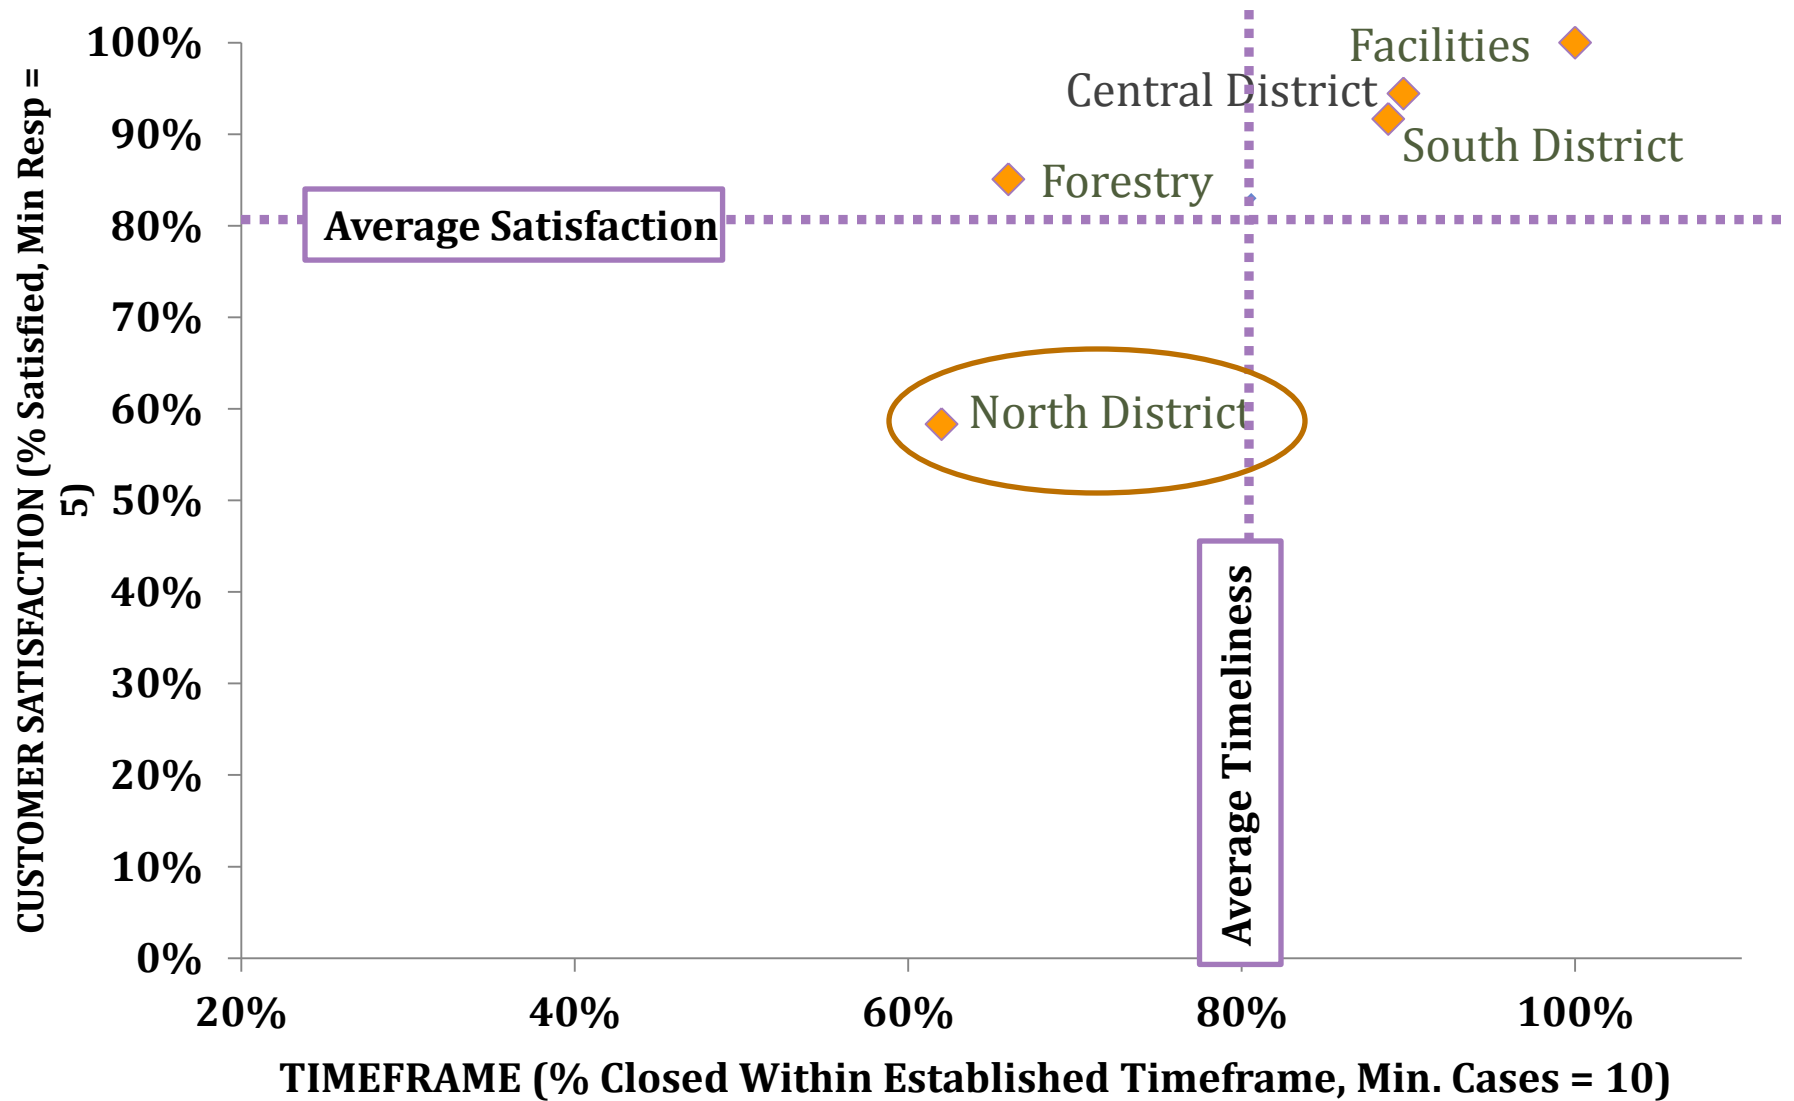 100%
90%
80%
70%
60%
50%
40%
30%
20%
10%
0%
CUSTOMER SATISFACTION (% Satisfied, Min Resp =
5)
Facilities
Central District
South District
Forestry
Average Satisfaction
North District
Average Timeliness
20% 40% 60% 80% 100%
TIMEFRAME (% Closed Within Established Timeframe, Min. Cases = 10)